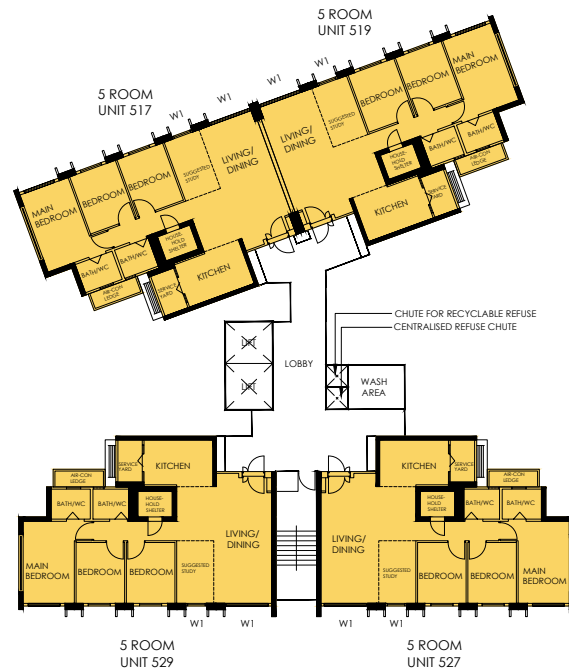 5 ROOM
UNIT 519
5 ROOM
UNIT 517
W1
W1
W1
W1
MAIN
BEDROOM
BEDROOM
BEDROOM
SUGGESTED
STUDY
LIVING/
DINING
HOUSE-
HOLD
SHELTER
BATH/WC
BATH/WC
AIR-CON
LEDGE
SERVICE
YARD
KITCHEN
LIVING/
DINING
SUGGESTED
STUDY
BEDROOM
BEDROOM
MAIN
BEDROOM
HOUSE-
HOLD
SHELTER
BATH/WC
BATH/WC
AIR-CON
LEDGE
SERVICE
YARD
KITCHEN
LIFT
LIFT
LOBBY
CHUTE FOR RECYCLABLE REFUSE
CENTRALISED REFUSE CHUTE
WASH
AREA
AIR-CON
LEDGE
SERVICE
YARD
KITCHEN
BATH/WC
BATH/WC
HOUSE-
HOLD
SHELTER
LIVING/
DINING
MAIN
BEDROOM
BEDROOM
BEDROOM
SUGGESTED
STUDY
W1
W1
KITCHEN
SERVICE
YARD
AIR-CON
LEDGE
HOUSE-
HOLD
SHELTER
BATH/WC
BATH/WC
LIVING/
DINING
SUGGESTED
STUDY
BEDROOM
BEDROOM
MAIN
BEDROOM
W1
W1
5 ROOM
UNIT 529
5 ROOM
UNIT 527